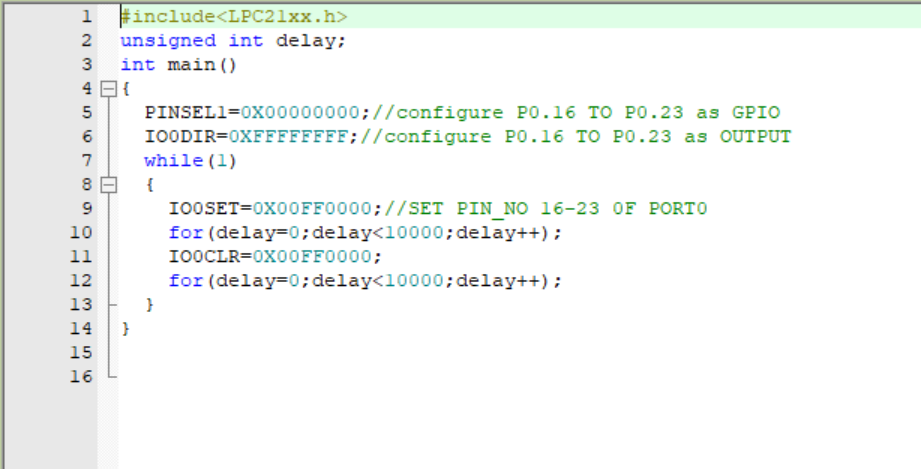 1 #include<LPC21xx.h>
2 unsigned int delay;
3 int main()
4 {
5 PINSEL1=0X00000000;//configure P0.16 TO P0.23 as GPIO
6 IO0DIR=0XFFFFFFFF;//configure P0.16 TO P0.23 as OUTPUT
7 while(1)
8 {
9 IO0SET=0X00FF0000;//SET PIN_NO 16-23 0F PORT0
10 for(delay=0;delay<10000;delay++);
11 IO0CLR=0X00FF0000;
12 for(delay=0;delay<10000;delay++);
13 }
14 }
15
16